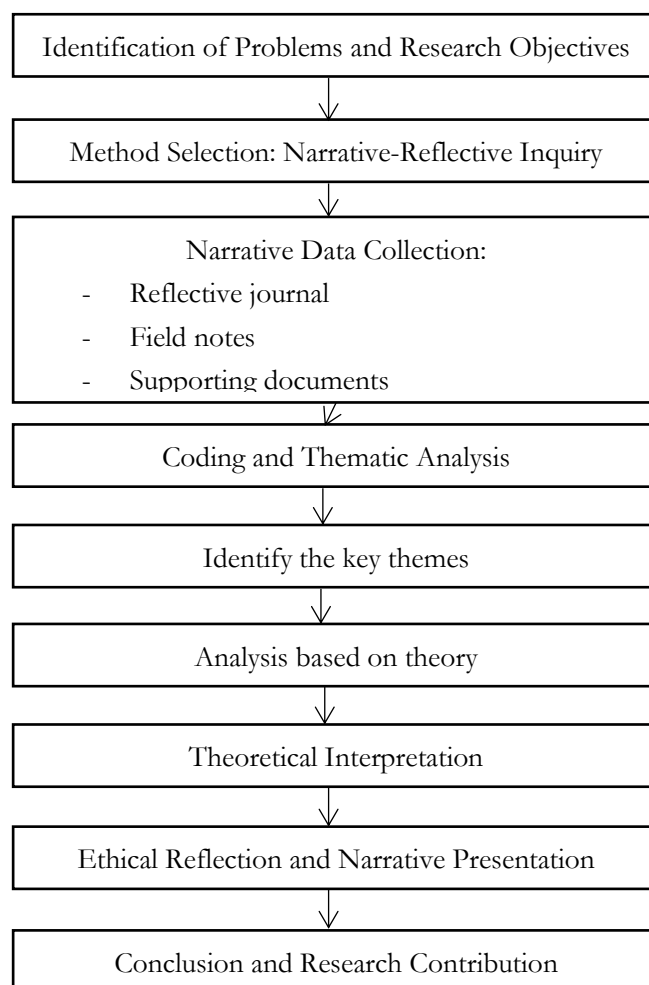 Identification of Problems and Research Objectives
Method Selection: Narrative-Reflective Inquiry
Narrative Data Collection:
- Reflective journal
- Field notes
- Supporting documents
Coding and Thematic Analysis
Identify the key themes
Analysis based on theory
Theoretical Interpretation
Ethical Reflection and Narrative Presentation
Conclusion and Research Contribution